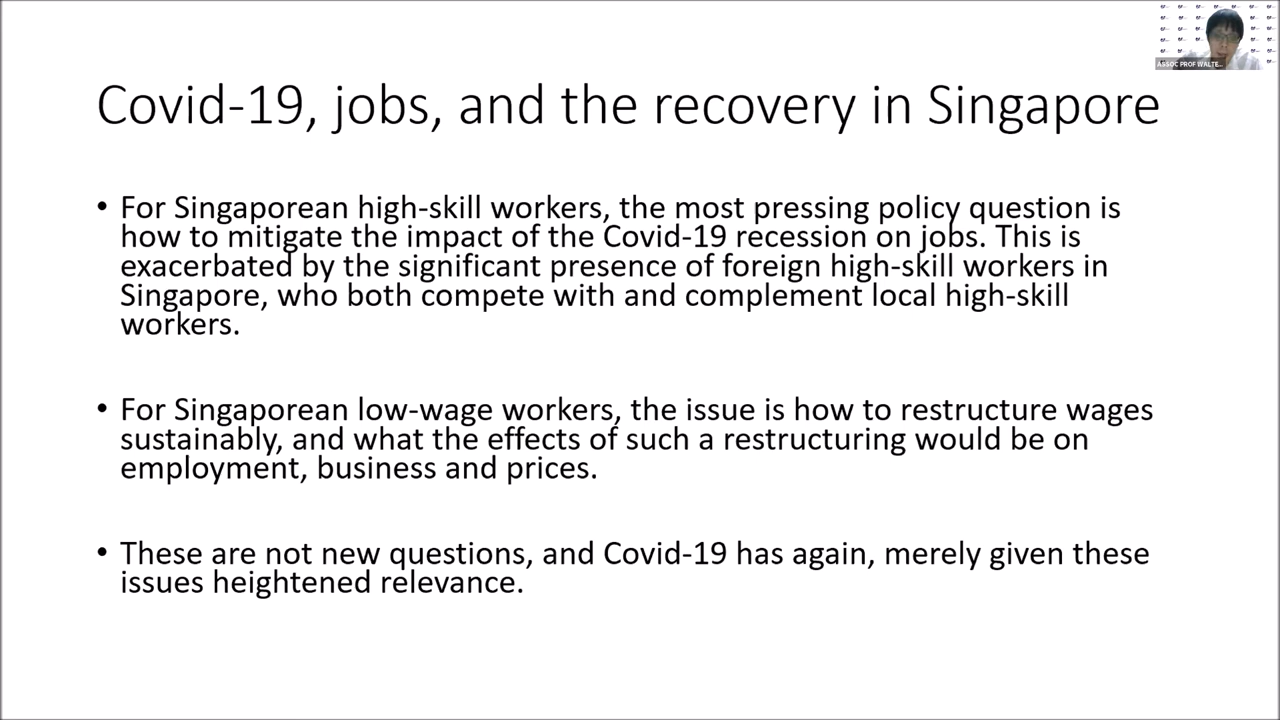 ASSOC PROF WALTE...
Covid-19, jobs, and the recovery in Singapore
• For Singaporean high-skill workers, the most pressing policy question is
how to mitigate the impact of the Covid-19 recession on jobs. This is
exacerbated by the significant presence of foreign high-skill workers in
Singapore, who both compete with and complement local high-skill
workers.
• For Singaporean low-wage workers, the issue is how to restructure wages
sustainably, and what the effects of such a restructuring would be on
employment, business and prices.
• These are not new questions, and Covid-19 has again, merely given these
issues heightened relevance.